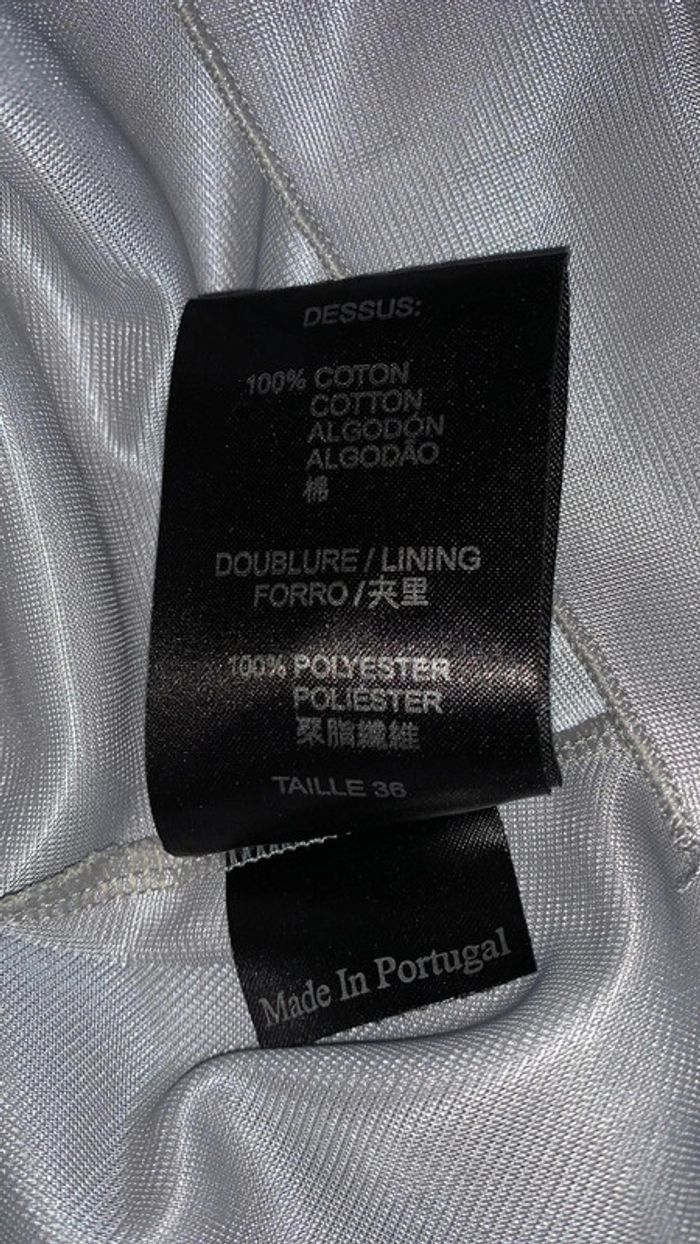 DESSUS:
100% COTON
COTTON
ALGODÓN
ALGODÃO
棉
DOUBLURE / LINING
FORRO / 夹里
100% POLYESTER
POLIÉSTER
聚脂纖維
TAILLE 36
Made In Portugal